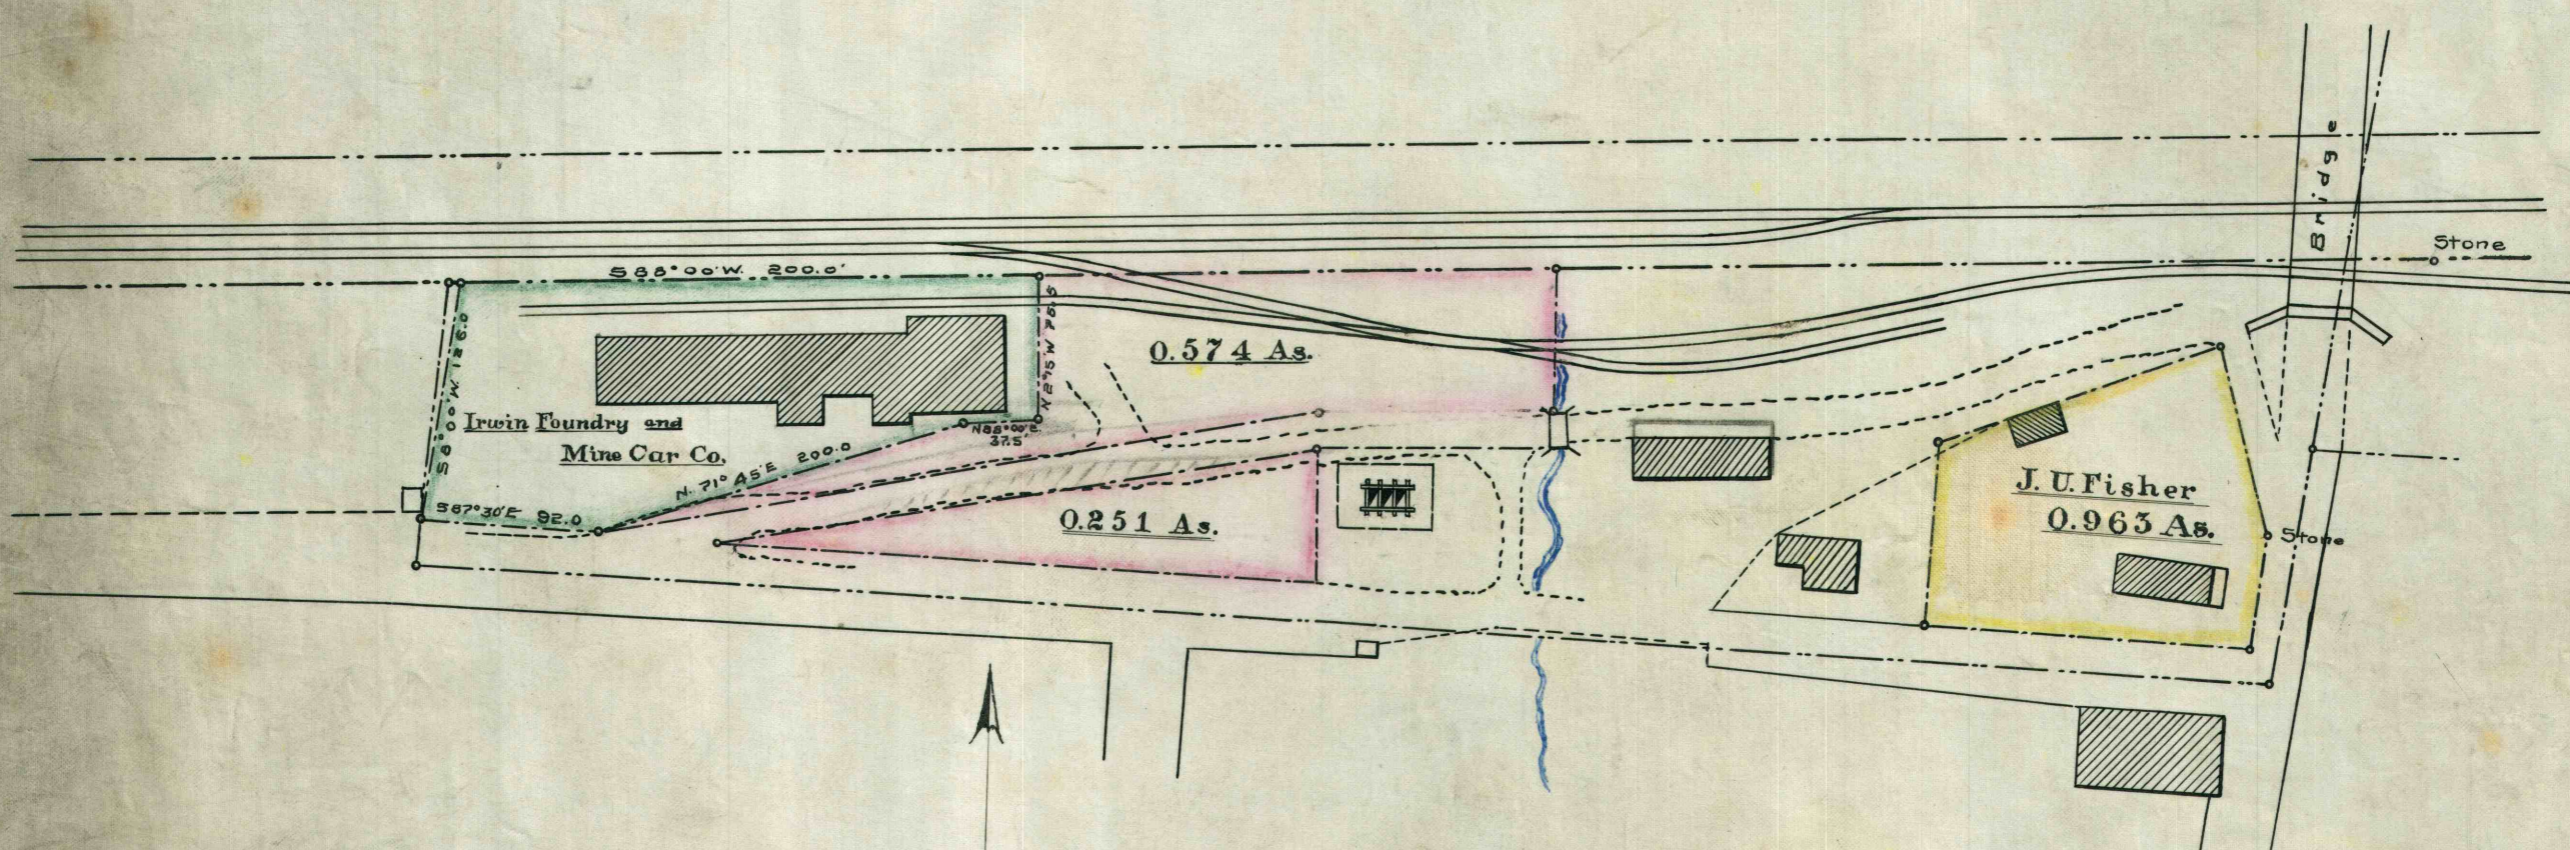 Bridge
Stone
S 88° 00' W. 200.0'
S 8° 00' W. 126.0
N 2° 15' W 75.5
0.574 As.
Irwin Foundry and
Mine Car Co.
N 88° 00' E
37.5'
N. 71° 45' E 200.0
S 87° 30' E 92.0
0.251 As.
J. U. Fisher
0.963 As.
Stone